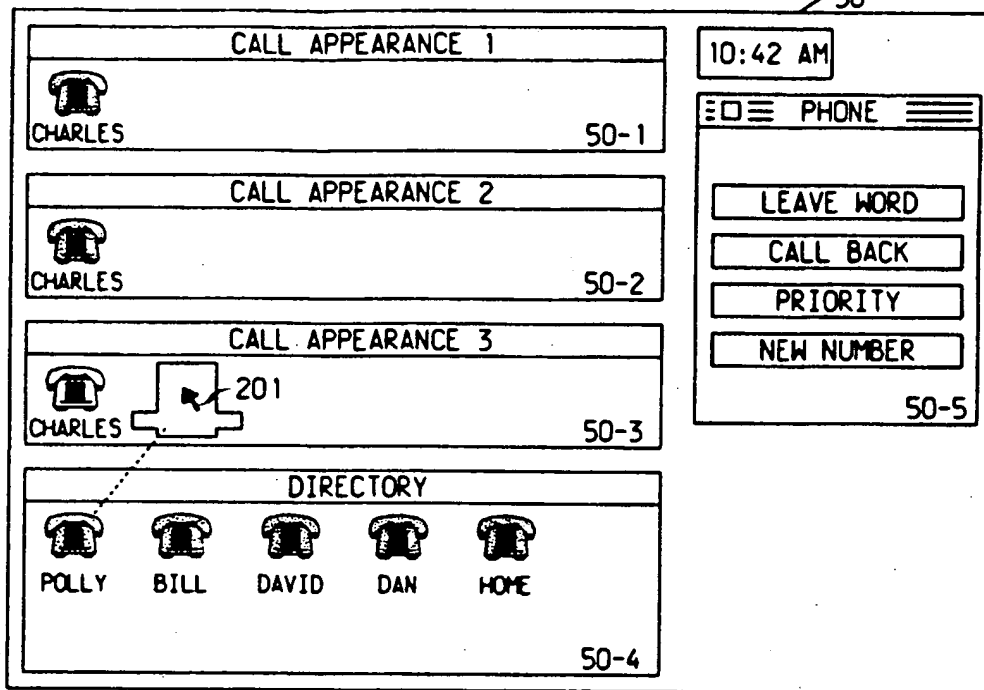 50
CALL APPEARANCE 1
CHARLES
50-1
CALL APPEARANCE 2
CHARLES
50-2
CALL APPEARANCE 3
201
CHARLES
50-3
DIRECTORY
POLLY BILL DAVID DAN HOME
50-4
10:42 AM
PHONE
LEAVE WORD
CALL BACK
PRIORITY
NEW NUMBER
50-5